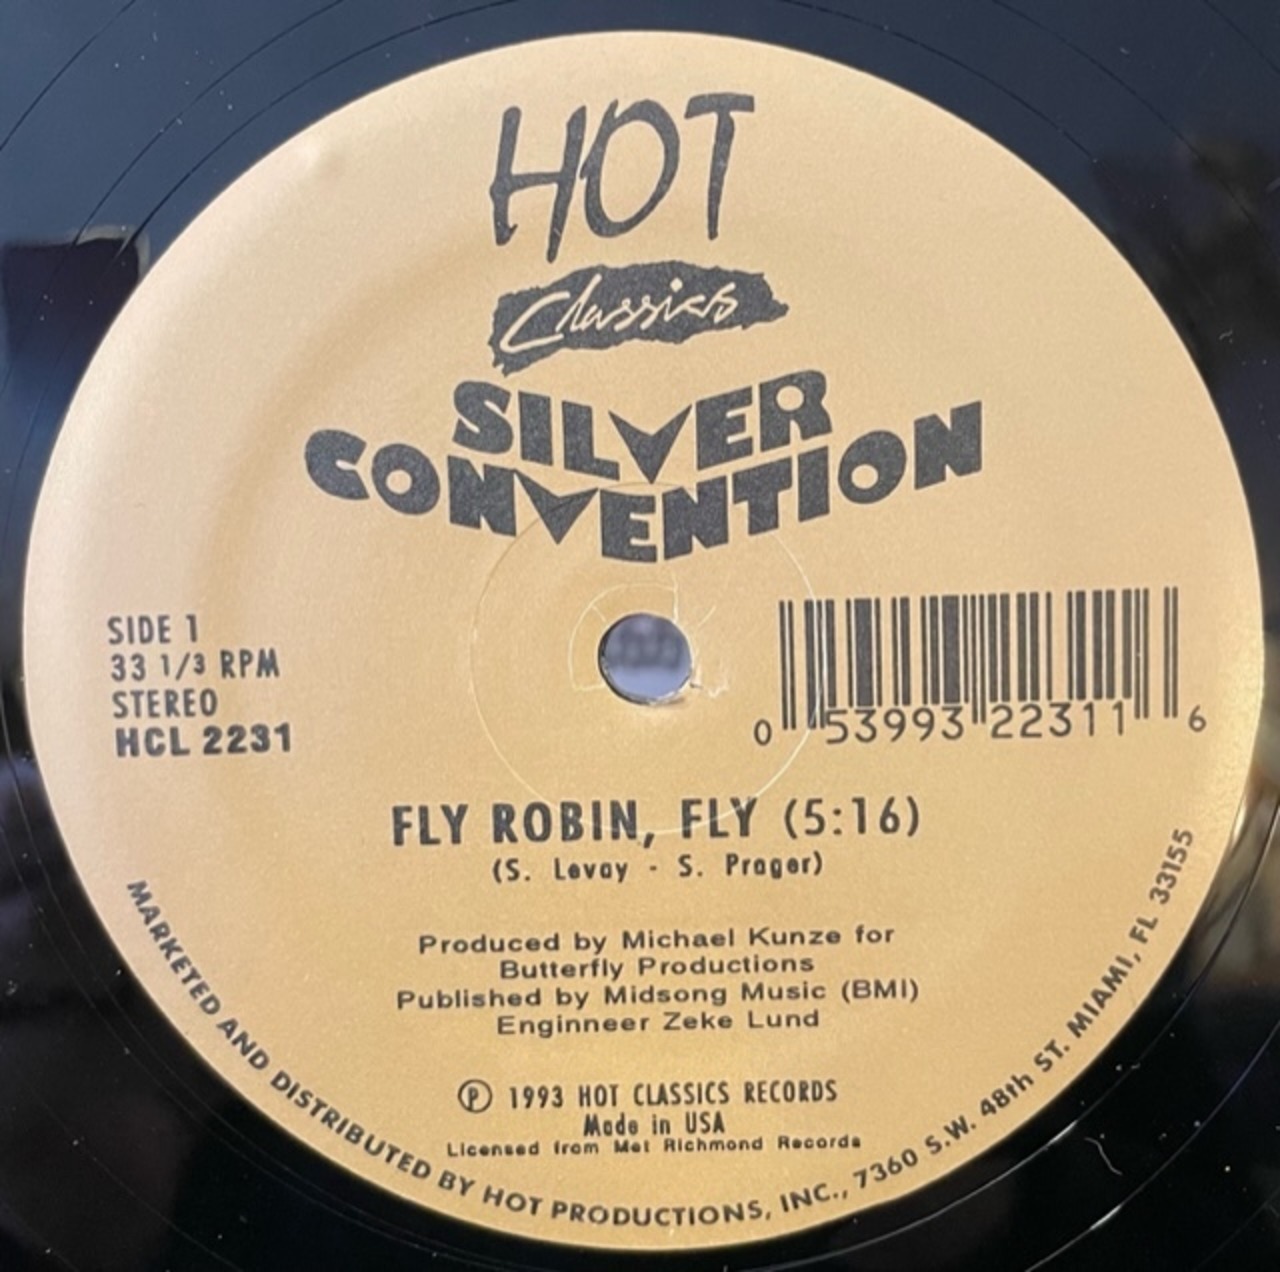 HOT
Classics
SILVER
CONVENTION
SIDE 1
33 1/3 RPM
STEREO
HCL 2231
0 53993 22311 6
FLY ROBIN, FLY (5:16)
(S. Levay - S. Prager)
Produced by Michael Kunze for
Butterfly Productions
Published by Midsong Music (BMI)
Enginneer Zeke Lund
℗ 1993 HOT CLASSICS RECORDS
Made in USA
Licensed from Met Richmond Records
MARKETED AND DISTRIBUTED BY HOT PRODUCTIONS, INC., 7360 S.W. 48th ST. MIAMI, FL 33155